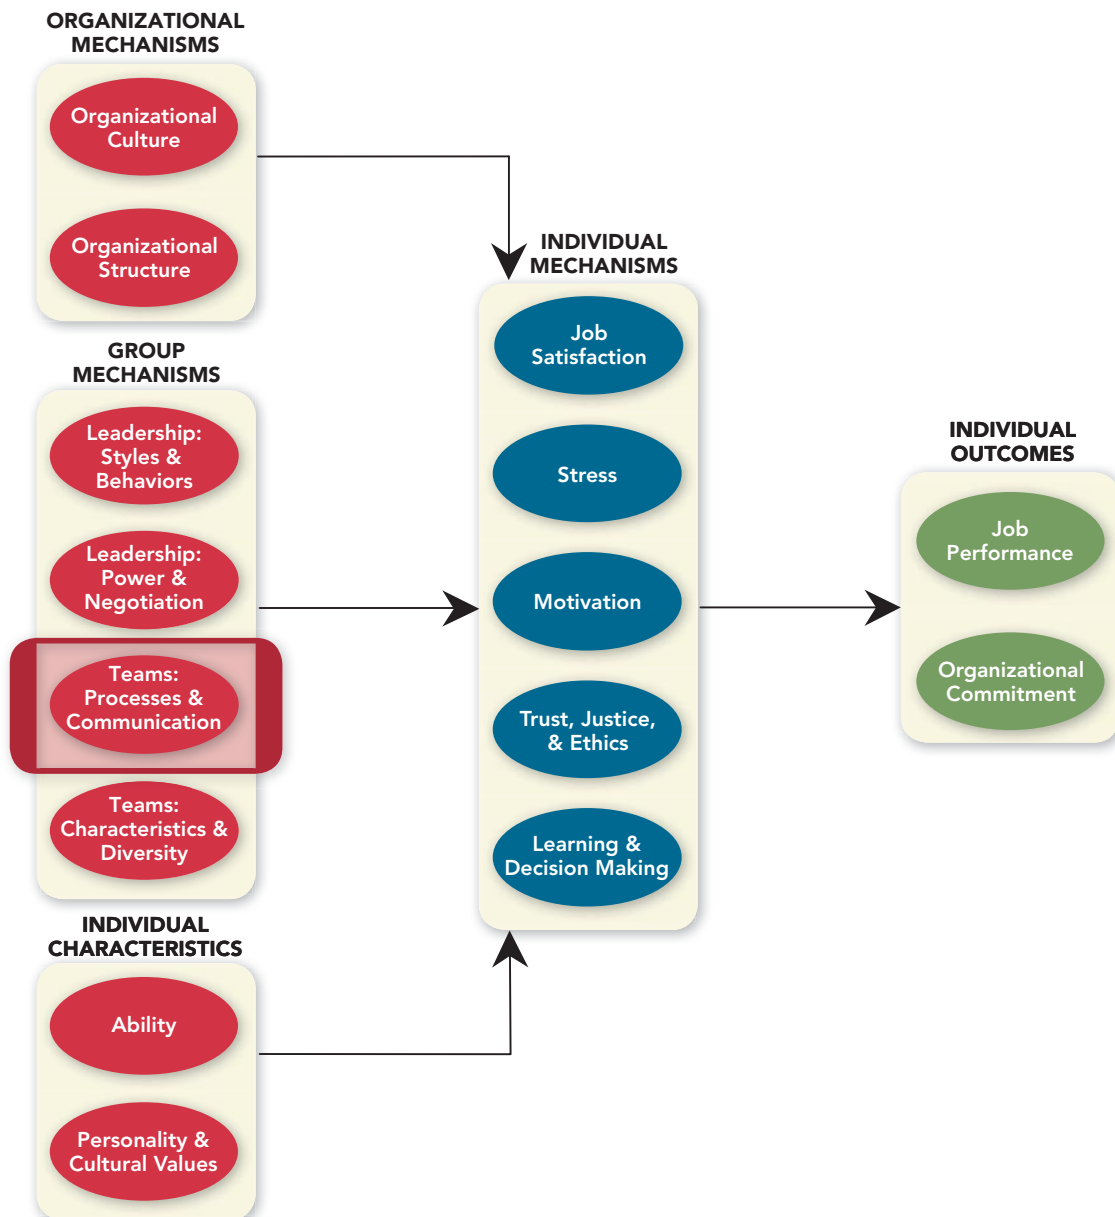 ORGANIZATIONAL
MECHANISMS
Organizational
Culture
Organizational
Structure
GROUP
MECHANISMS
Leadership:
Styles &
Behaviors
Leadership:
Power &
Negotiation
Teams:
Processes &
Communication
Teams:
Characteristics &
Diversity
INDIVIDUAL
CHARACTERISTICS
Ability
Personality &
Cultural Values
INDIVIDUAL
MECHANISMS
Job
Satisfaction
Stress
Motivation
Trust, Justice,
& Ethics
Learning &
Decision Making
INDIVIDUAL
OUTCOMES
Job
Performance
Organizational
Commitment